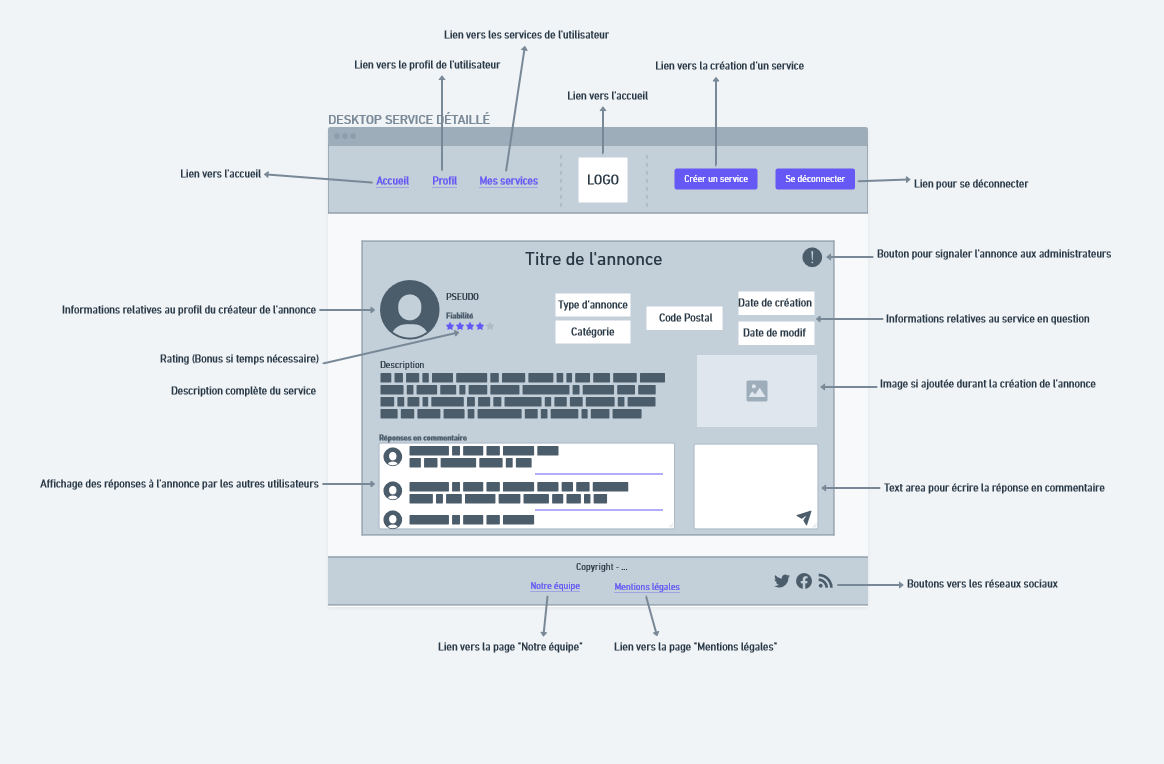 Lien vers les services de l'utilisateur
Lien vers le profil de l'utilisateur
Lien vers la création d'un service
Lien vers l'accueil
DESKTOP SERVICE DÉTAILLÉ
Lien vers l'accueil
Accueil
Profil
Mes services
LOGO
Créer un service
Se déconnecter
Lien pour se déconnecter
Titre de l'annonce
Bouton pour signaler l'annonce aux administrateurs
Informations relatives au profil du créateur de l'annonce
PSEUDO
Fiabilité
Type d'annonce
Catégorie
Code Postal
Date de création
Date de modif
Informations relatives au service en question
Rating (Bonus si temps nécessaire)
Description
Description complète du service
Image si ajoutée durant la création de l'annonce
Réponses en commentaire
Affichage des réponses à l'annonce par les autres utilisateurs
Text area pour écrire la réponse en commentaire
Copyright - ...
Notre équipe
Mentions légales
Boutons vers les réseaux sociaux
Lien vers la page "Notre équipe"
Lien vers la page "Mentions légales"